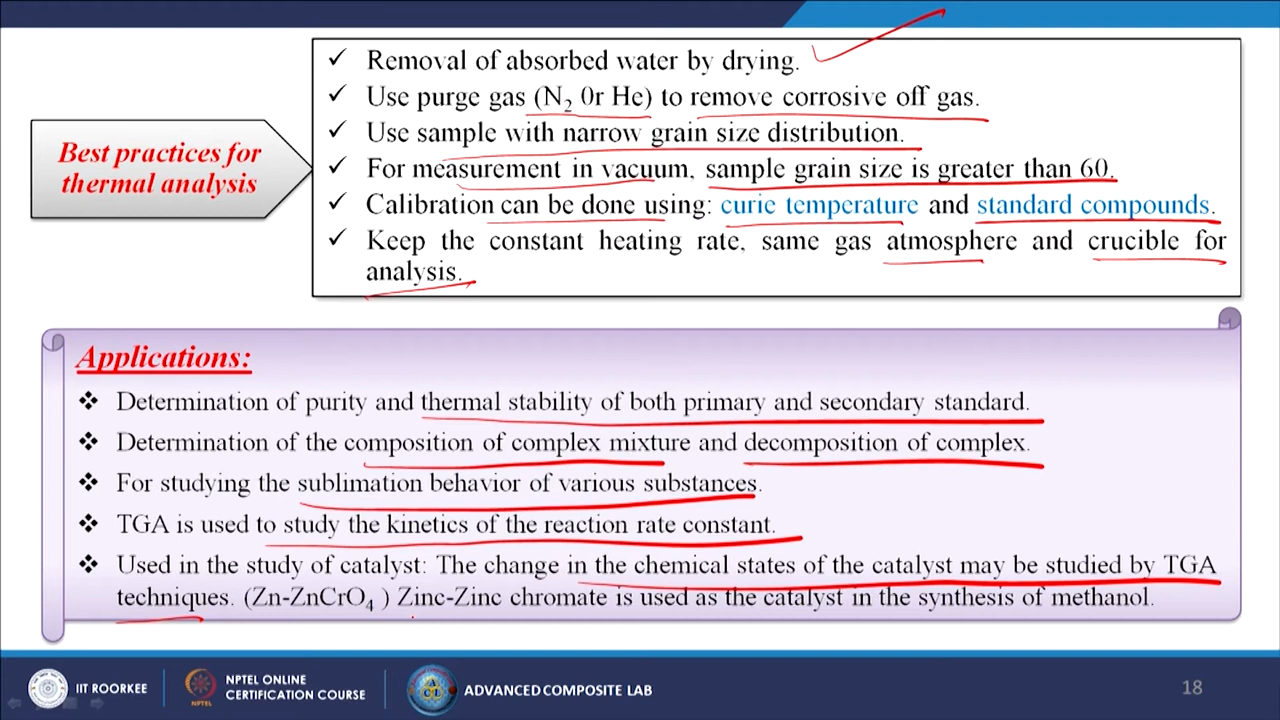 Best practices for
thermal analysis
✓ Removal of absorbed water by drying.
✓ Use purge gas (N₂ 0r He) to remove corrosive off gas.
✓ Use sample with narrow grain size distribution.
✓ For measurement in vacuum, sample grain size is greater than 60.
✓ Calibration can be done using: curie temperature and standard compounds.
✓ Keep the constant heating rate, same gas atmosphere and crucible for
analysis.
Applications:
❖ Determination of purity and thermal stability of both primary and secondary standard.
❖ Determination of the composition of complex mixture and decomposition of complex.
❖ For studying the sublimation behavior of various substances.
❖ TGA is used to study the kinetics of the reaction rate constant.
❖ Used in the study of catalyst: The change in the chemical states of the catalyst may be studied by TGA
techniques. (Zn-ZnCrO₄ ) Zinc-Zinc chromate is used as the catalyst in the synthesis of methanol.
IIT ROORKEE
NPTEL
NPTEL ONLINE
CERTIFICATION COURSE
ADVANCED COMPOSITE LAB
18